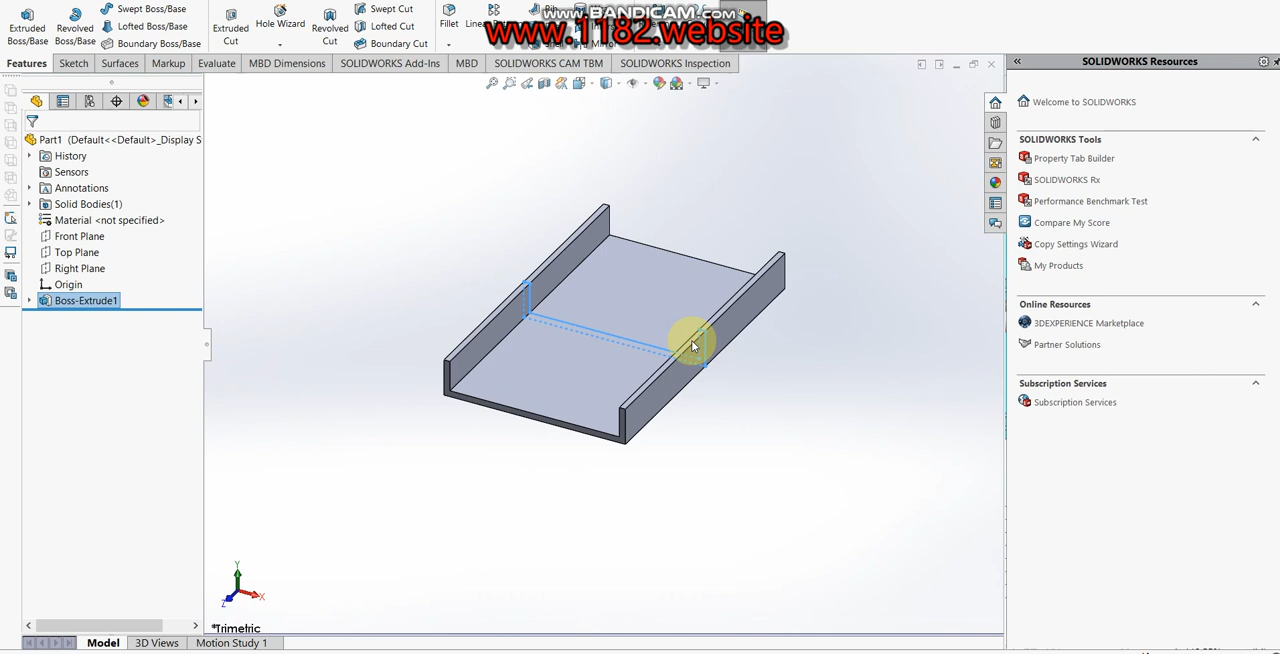 www.BANDICAM.com
www.1182.website
Extruded Boss/Base
Revolved Boss/Base
Swept Boss/Base
Lofted Boss/Base
Boundary Boss/Base
Extruded Cut
Hole Wizard
Revolved Cut
Swept Cut
Lofted Cut
Boundary Cut
Fillet
Features
Sketch
Surfaces
Markup
Evaluate
MBD Dimensions
SOLIDWORKS Add-Ins
MBD
SOLIDWORKS CAM TBM
SOLIDWORKS Inspection
Part1 (Default<<Default>_Display S
History
Sensors
Annotations
Solid Bodies(1)
Material <not specified>
Front Plane
Top Plane
Right Plane
Origin
Boss-Extrude1
Y
X
Z
*Trimetric
Model
3D Views
Motion Study 1
SOLIDWORKS Resources
Welcome to SOLIDWORKS
SOLIDWORKS Tools
Property Tab Builder
SOLIDWORKS Rx
Performance Benchmark Test
Compare My Score
Copy Settings Wizard
My Products
Online Resources
3DEXPERIENCE Marketplace
Partner Solutions
Subscription Services
Subscription Services